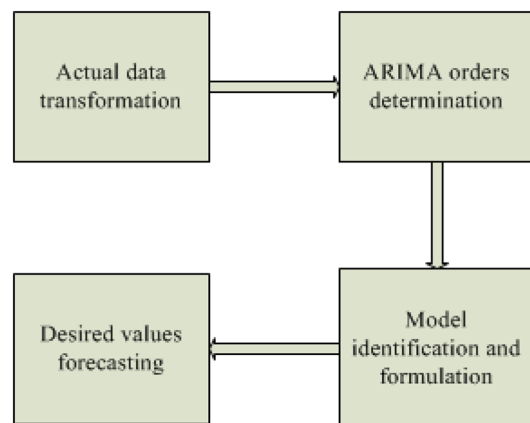 Actual data
transformation
ARIMA orders
determination
Model
identification and
formulation
Desired values
forecasting